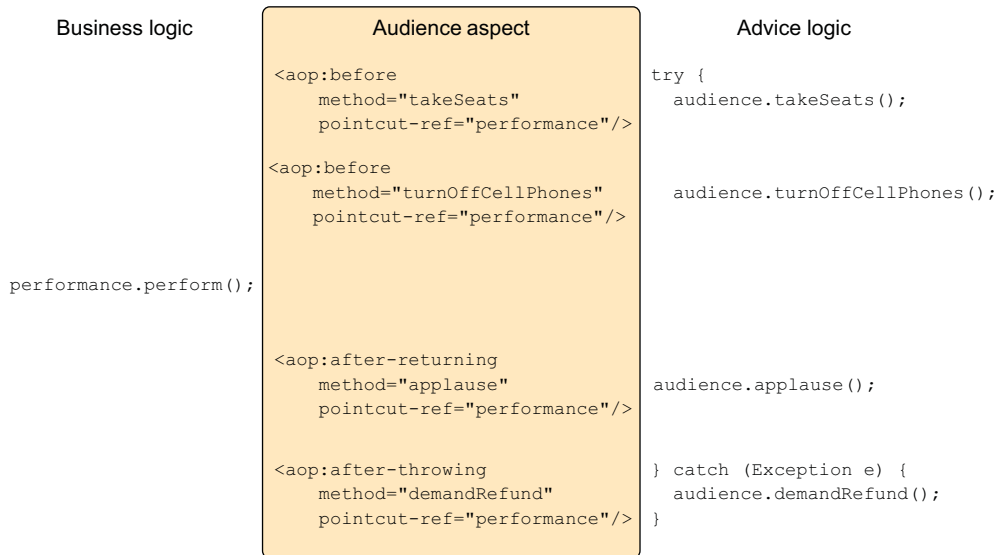 Business logic
Audience aspect
Advice logic
<aop:before
method="takeSeats"
pointcut-ref="performance"/>
try {
audience.takeSeats();
<aop:before
method="turnOffCellPhones"
pointcut-ref="performance"/>
audience.turnOffCellPhones();
performance.perform();
<aop:after-returning
method="applause"
pointcut-ref="performance"/>
audience.applause();
<aop:after-throwing
method="demandRefund"
pointcut-ref="performance"/>
} catch (Exception e) {
audience.demandRefund();
}